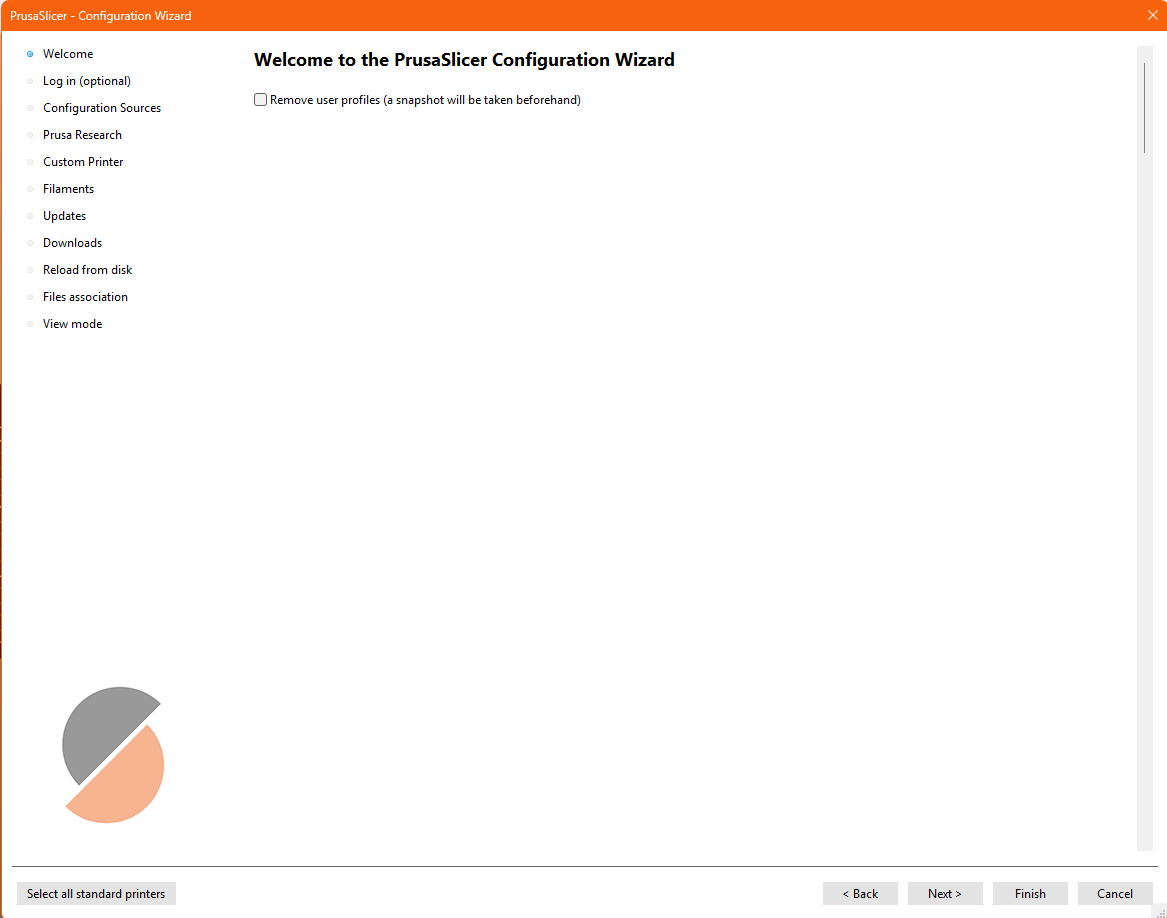 PrusaSlicer - Configuration Wizard
Welcome
Log in (optional)
Configuration Sources
Prusa Research
Custom Printer
Filaments
Updates
Downloads
Reload from disk
Files association
View mode
Welcome to the PrusaSlicer Configuration Wizard
Remove user profiles (a snapshot will be taken beforehand)
Select all standard printers
< Back
Next >
Finish
Cancel